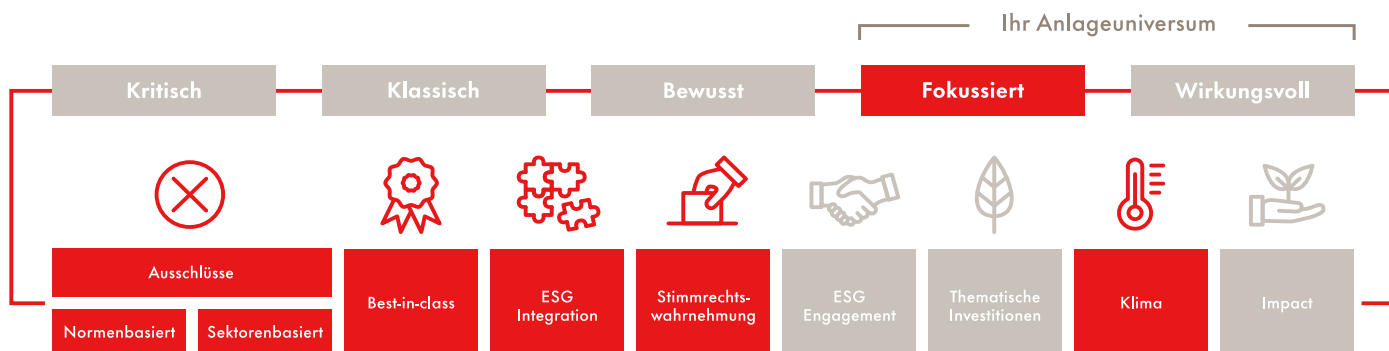 Ihr Anlageuniversum
Kritisch
Klassisch
Bewusst
Fokussiert
Wirkungsvoll
Ausschlüsse
Normenbasiert
Sektorenbasiert
Best-in-class
ESG
Integration
Stimmrechts-
wahrnehmung
ESG
Engagement
Thematische
Investitionen
Klima
Impact